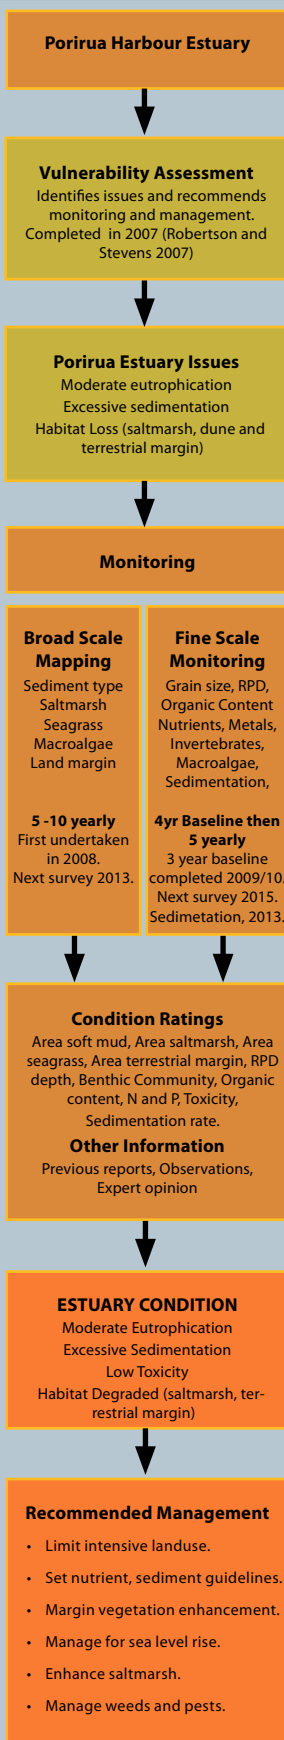 Porirua Harbour Estuary
Vulnerability Assessment
Identifies issues and recommends
monitoring and management.
Completed in 2007 (Robertson and
Stevens 2007)
Porirua Estuary Issues
Moderate eutrophication
Excessive sedimentation
Habitat Loss (saltmarsh, dune and
terrestrial margin)
Monitoring
Broad Scale
Mapping
Sediment type
Saltmarsh
Seagrass
Macroalgae
Land margin
5 -10 yearly
First undertaken
in 2008.
Next survey 2013.
Fine Scale
Monitoring
Grain size, RPD,
Organic Content
Nutrients, Metals,
Invertebrates,
Macroalgae,
Sedimentation,
4yr Baseline then
5 yearly
3 year baseline
completed 2009/10.
Next survey 2015.
Sedimetation, 2013.
Condition Ratings
Area soft mud, Area saltmarsh, Area
seagrass, Area terrestrial margin, RPD
depth, Benthic Community, Organic
content, N and P, Toxicity,
Sedimentation rate.
Other Information
Previous reports, Observations,
Expert opinion
ESTUARY CONDITION
Moderate Eutrophication
Excessive Sedimentation
Low Toxicity
Habitat Degraded (saltmarsh, ter-
restrial margin)
Recommended Management
• Limit intensive landuse.
• Set nutrient, sediment guidelines.
• Margin vegetation enhancement.
• Manage for sea level rise.
• Enhance saltmarsh.
• Manage weeds and pests.